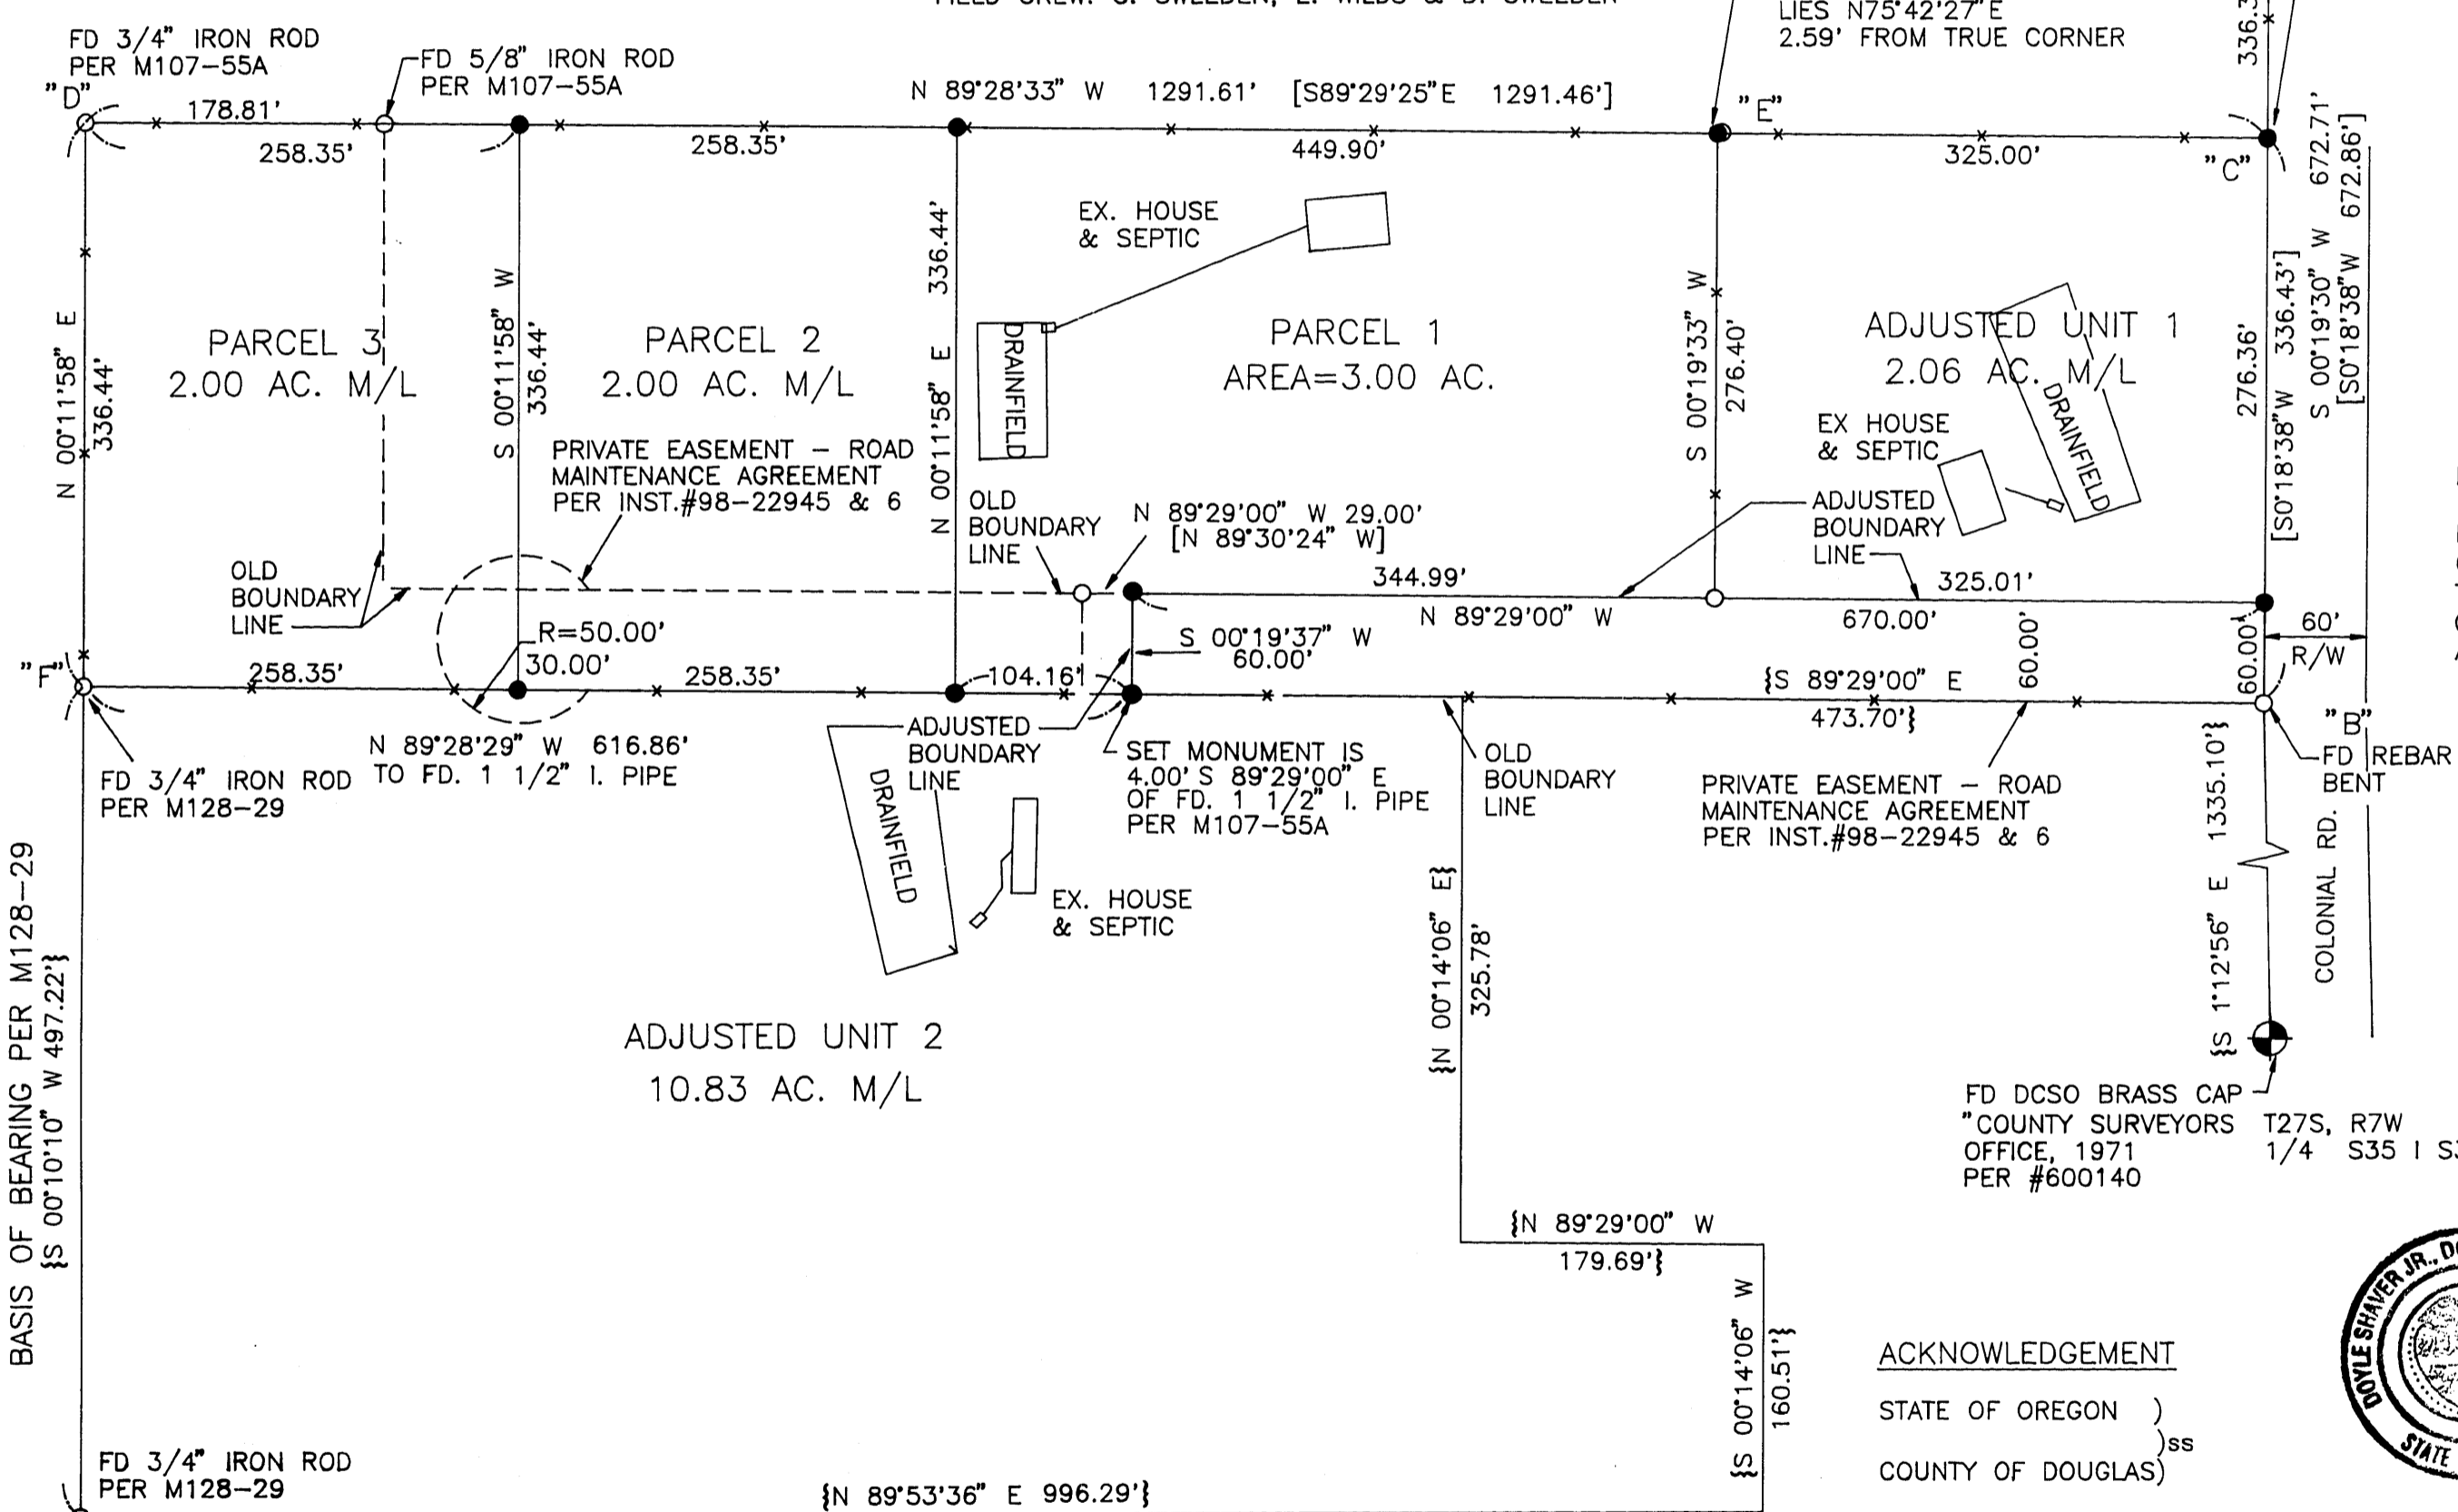 LIES N75°42'27"E
2.59' FROM TRUE CORNER
FD 3/4" IRON ROD
PER M107-55A
"D"
FD 5/8" IRON ROD
PER M107-55A
N 89°28'33" W 1291.61' [S89°29'25"E 1291.46']
"E"
"C"
178.81'
258.35'
258.35'
449.90'
325.00'
S 00°19'30" W 672.71'
[S0°18'38"W 672.86']
[S0°18'38"W 336.43']
276.36'
EX. HOUSE
& SEPTIC
DRAINFIELD
N 00°11'58" E
336.44'
PARCEL 3
2.00 AC. M/L
S 00°11'58" W
336.44'
PARCEL 2
2.00 AC. M/L
N 00°11'58" E 336.44'
PARCEL 1
AREA=3.00 AC.
S 00°19'33" W
276.40'
ADJUSTED UNIT 1
2.06 AC. M/L
DRAINFIELD
EX HOUSE
& SEPTIC
PRIVATE EASEMENT – ROAD
MAINTENANCE AGREEMENT
PER INST.#98-22945 & 6
OLD
BOUNDARY
LINE
N 89°29'00" W 29.00'
[N 89°30'24" W]
ADJUSTED
BOUNDARY
LINE
OLD
BOUNDARY
LINE
344.99'
325.01'
N 89°29'00" W
670.00'
60'
R/W
R=50.00'
30.00'
S 00°19'37" W
60.00'
60.00'
60.00'
"F"
258.35'
258.35'
104.16'
{S 89°29'00" E
473.70'}
"B"
FD REBAR
BENT
N 89°28'29" W 616.86'
TO FD. 1 1/2" I. PIPE
FD 3/4" IRON ROD
PER M128-29
ADJUSTED
BOUNDARY
LINE
SET MONUMENT IS
4.00' S 89°29'00" E
OF FD. 1 1/2" I. PIPE
PER M107-55A
OLD
BOUNDARY
LINE
PRIVATE EASEMENT – ROAD
MAINTENANCE AGREEMENT
PER INST.#98-22945 & 6
{S 1°12'56" E 1335.10'}
COLONIAL RD.
DRAINFIELD
EX. HOUSE
& SEPTIC
{N 00°14'06" E}
325.78'
BASIS OF BEARING PER M128-29
{S 00°10'10" W 497.22'}
ADJUSTED UNIT 2
10.83 AC. M/L
FD DCSO BRASS CAP
"COUNTY SURVEYORS T27S, R7W
OFFICE, 1971 1/4 S35 |
PER #600140
{N 89°29'00" W
179.69'}
{S 00°14'06" W
160.51'}
ACKNOWLEDGEMENT
STATE OF OREGON )
)ss
COUNTY OF DOUGLAS)
DOYLE SHAVER JR.,
STATE
FD 3/4" IRON ROD
PER M128-29
{N 89°53'36" E 996.29'}